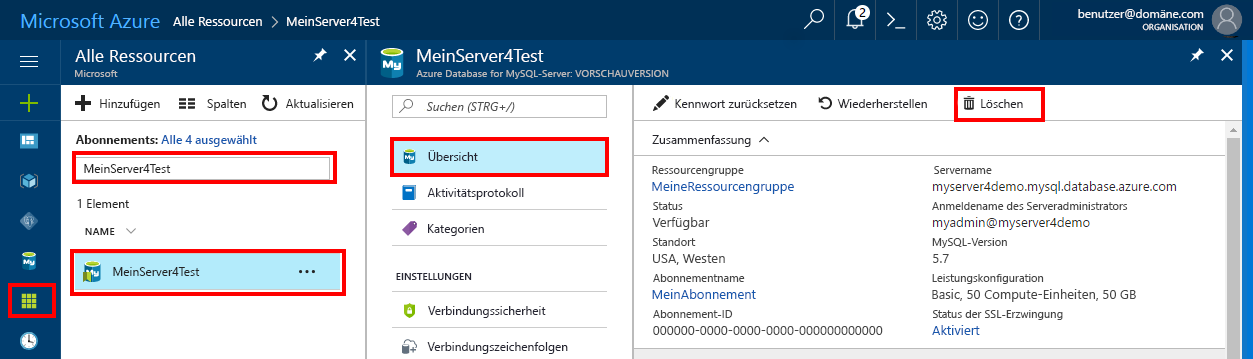 Microsoft Azure Alle Ressourcen > MeinServer4Test
2
benutzer@domäne.com
ORGANISATION
Alle Ressourcen
Microsoft
Hinzufügen Spalten Aktualisieren
Abonnements: Alle 4 ausgewählt
MeinServer4Test
1 Element
NAME
MeinServer4Test
MeinServer4Test
Azure Database for MySQL-Server: VORSCHAUVERSION
Suchen (STRG+/)
Übersicht
Aktivitätsprotokoll
Kategorien
EINSTELLUNGEN
Verbindungssicherheit
Verbindungszeichenfolgen
Kennwort zurücksetzen Wiederherstellen Löschen
Zusammenfassung
Ressourcengruppe
MeineRessourcengruppe
Status
Verfügbar
Standort
USA, Westen
Abonnementname
MeinAbonnement
Abonnement-ID
000000-0000-0000-0000-000000000000
Servername
myserver4demo.mysql.database.azure.com
Anmeldename des Serveradministrators
myadmin@myserver4demo
MySQL-Version
5.7
Leistungskonfiguration
Basic, 50 Compute-Einheiten, 50 GB
Status der SSL-Erzwingung
Aktiviert